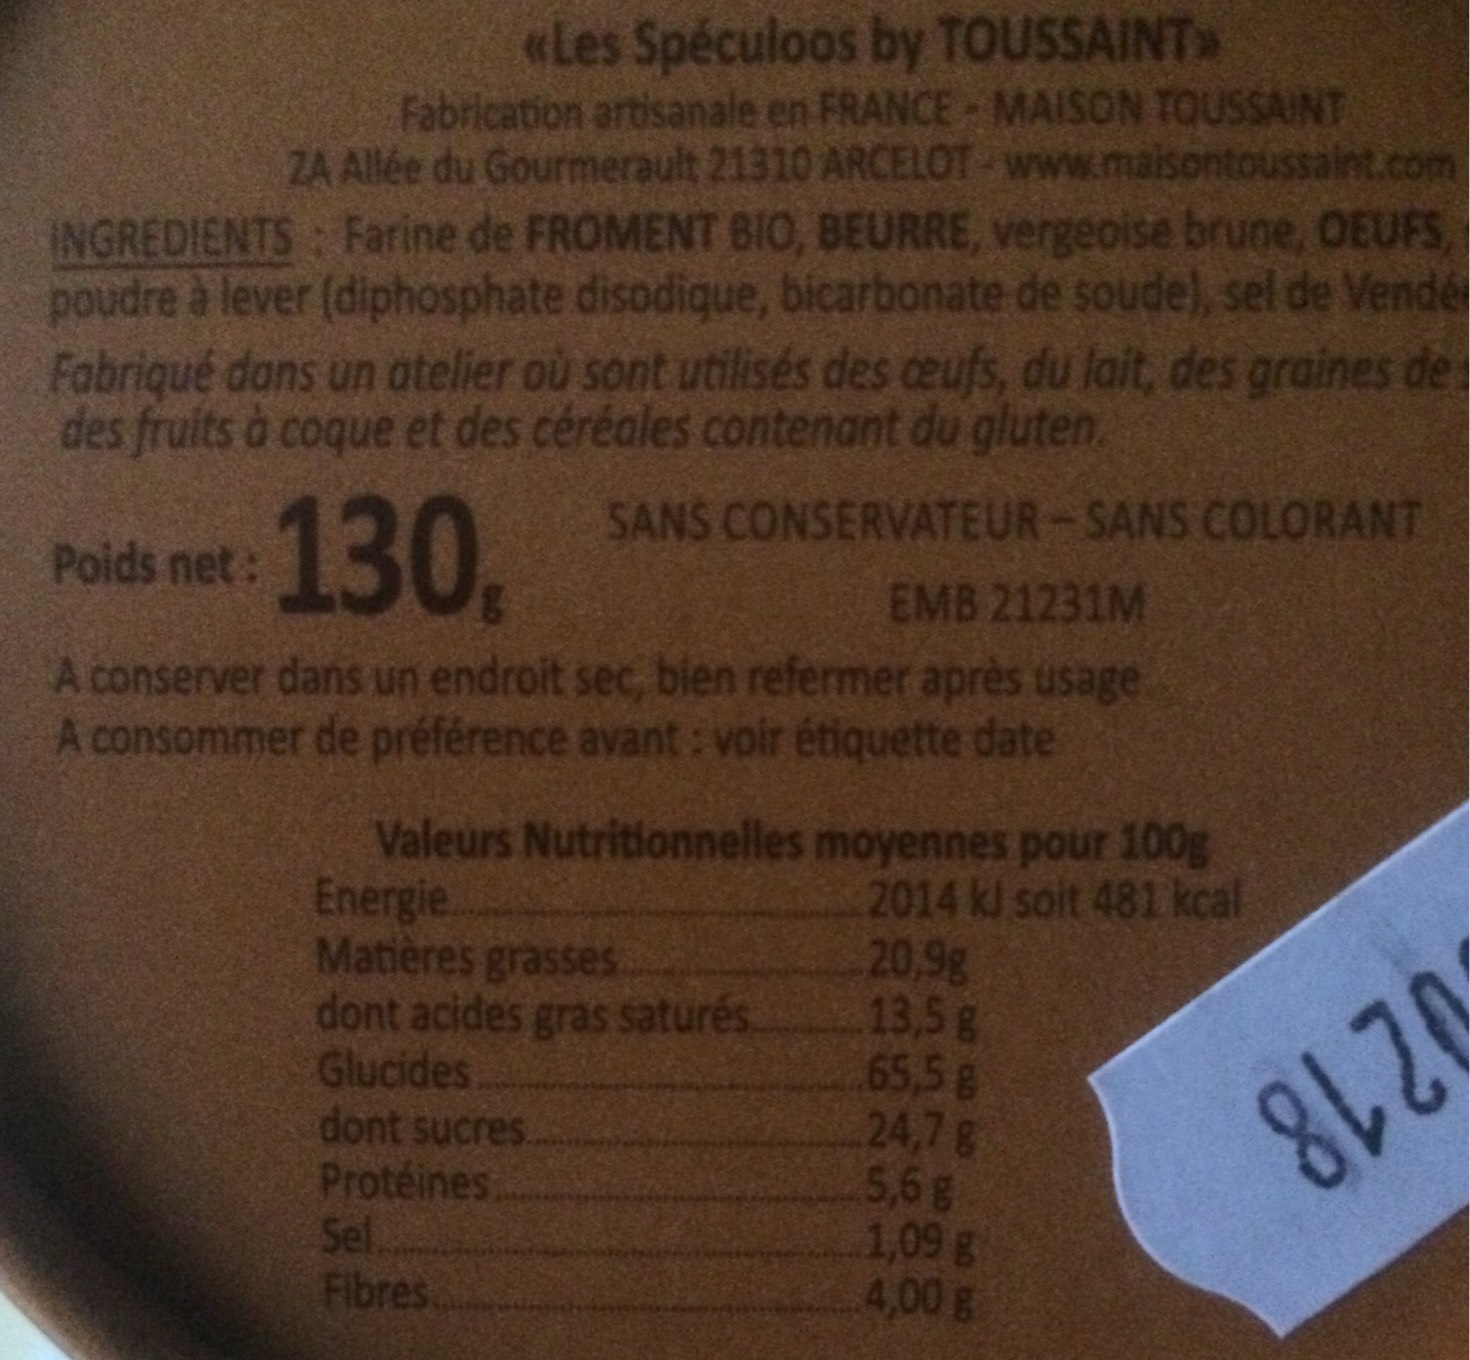 «Les Spéculoos by TOUSSAINT»
Fabrication artisanale en FRANCE - MAISON TOUSSAINT
ZA Allée du Gourmerault 21310 ARCELOT - www.maisontoussaint.com
INGREDIENTS : Farine de FROMENT BIO, BEURRE, vergeoise brune, OEUFS,
poudre à lever (diphosphate disodique, bicarbonate de soude), sel de
Fabriqué dans un atelier où sont utilisés des œufs, du lait, des graines de
des fruits à coque et des céréales contenant du gluten.
Poids net : 130g
SANS CONSERVATEUR – SANS COLORANT
EMB 21231M
A conserver dans un endroit sec, bien refermer après usage
A consommer de préférence avant : voir étiquette date
Valeurs Nutritionnelles moyennes pour 100g
Energie..........2014 kJ soit 481 kcal
Matières grasses..........20,9g
dont acides gras saturés..........13,5 g
Glucides..........65,5 g
dont sucres..........24,7 g
Protéines..........5,6 g
Sel..........1,09 g
Fibres..........4,00 g